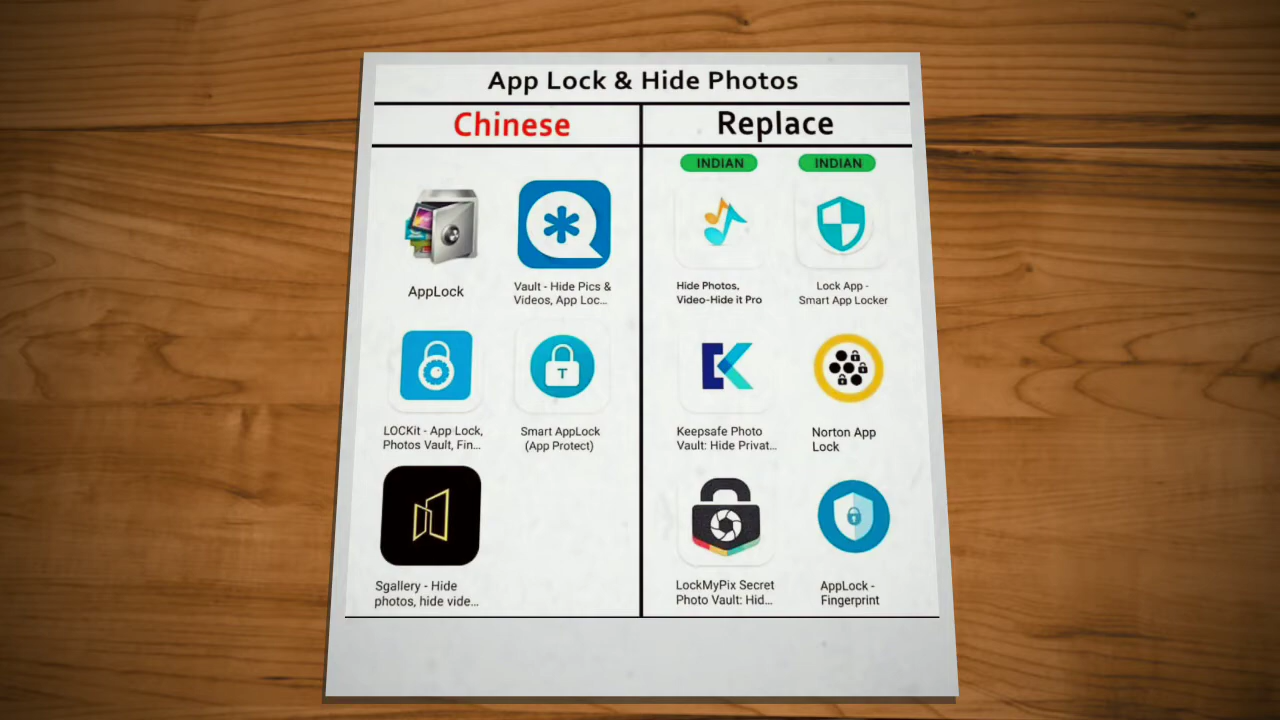 App Lock & Hide Photos
Chinese
Replace
INDIAN
INDIAN
AppLock
Vault - Hide Pics &
Videos, App Loc...
Hide Photos,
Video-Hide it Pro
Lock App -
Smart App Locker
LOCKit - App Lock,
Photos Vault, Fin...
T
Smart AppLock
(App Protect)
Keepsafe Photo
Vault: Hide Privat...
Norton App
Lock
Sgallery - Hide
photos, hide vide...
LockMyPix Secret
Photo Vault: Hid...
AppLock -
Fingerprint